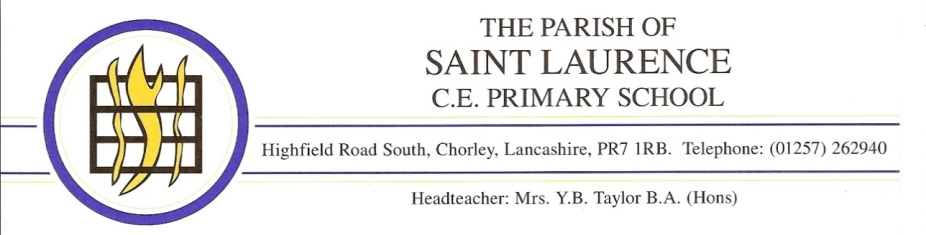 THE PARISH OF
SAINT LAURENCE
C.E. PRIMARY SCHOOL
Highfield Road South, Chorley, Lancashire, PR7 1RB. Telephone: (01257) 262940
Headteacher: Mrs. Y.B. Taylor B.A. (Hons)